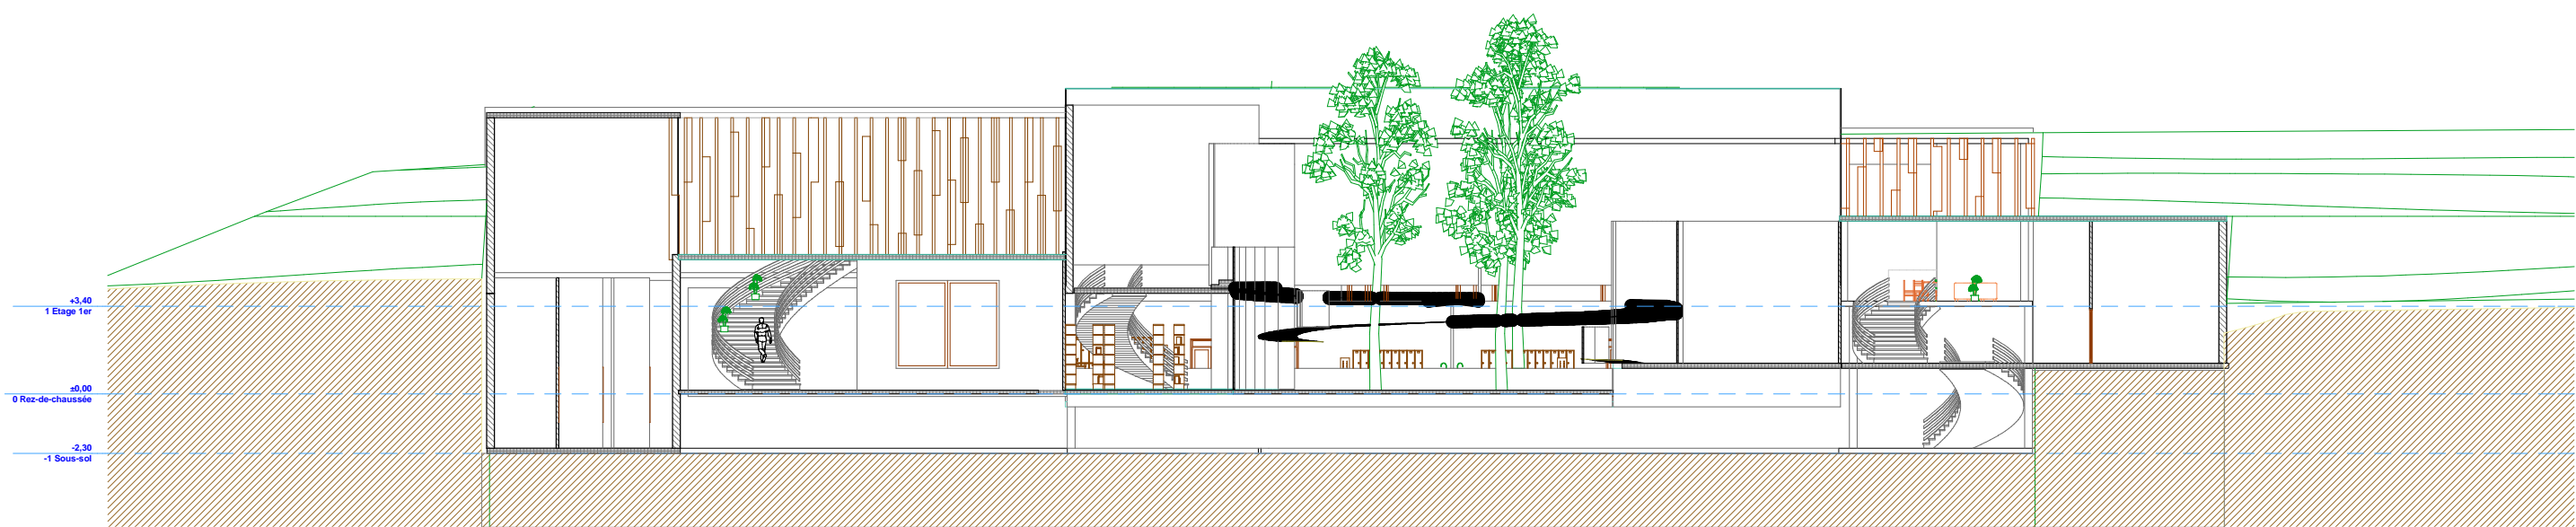 +3,40
1 Etage 1er
±0,00
0 Rez-de-chaussée
-2,30
-1 Sous-sol